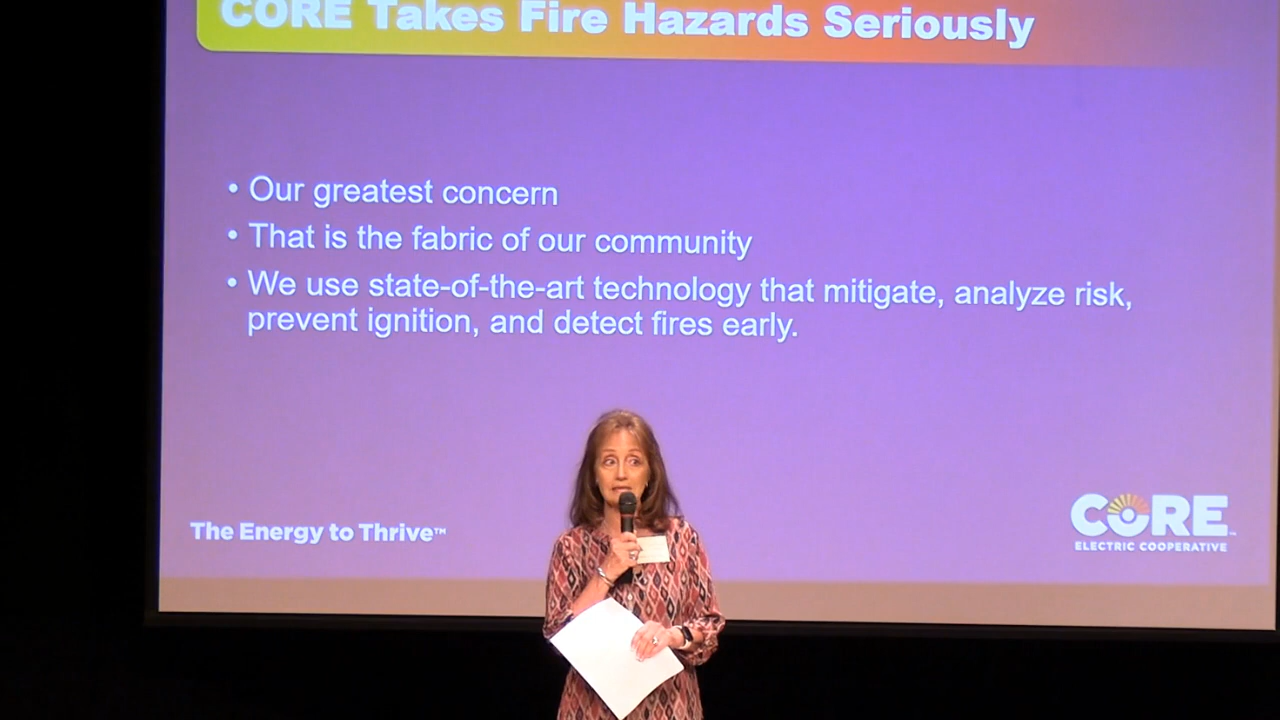 CORE Takes Fire Hazards Seriously
• Our greatest concern
• That is the fabric of our community
• We use state-of-the-art technology that mitigate, analyze risk,
prevent ignition, and detect fires early.
The Energy to Thrive™
CORE™
ELECTRIC COOPERATIVE